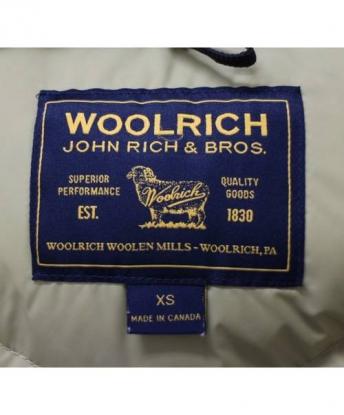 WOOLRICH
JOHN RICH & BROS.
SUPERIOR PERFORMANCE
Woolrich
QUALITY GOODS
EST.
1830
WOOLRICH WOOLEN MILLS - WOOLRICH, PA
XS
MADE IN CANADA